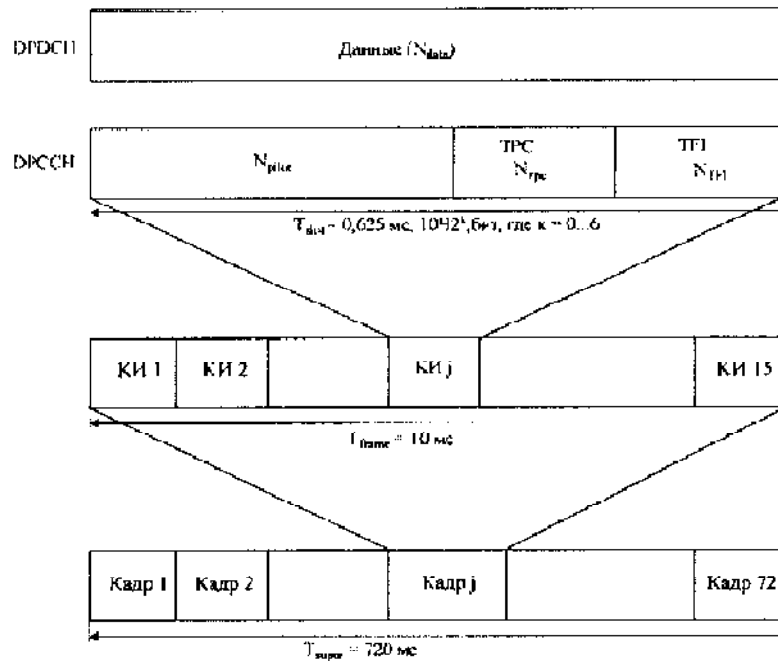 DPDCH
Данные (N_data)
DPCCH
N_pilot
TPC
N_TPC
TFI
N_TFI
T_slot = 0,625 мс, 10*2^k, бит, где к = 0...6
КИ 1
КИ 2
КИ j
КИ 15
T_frame = 10 мс
Кадр 1
Кадр 2
Кадр j
Кадр 72
T_super = 720 мс